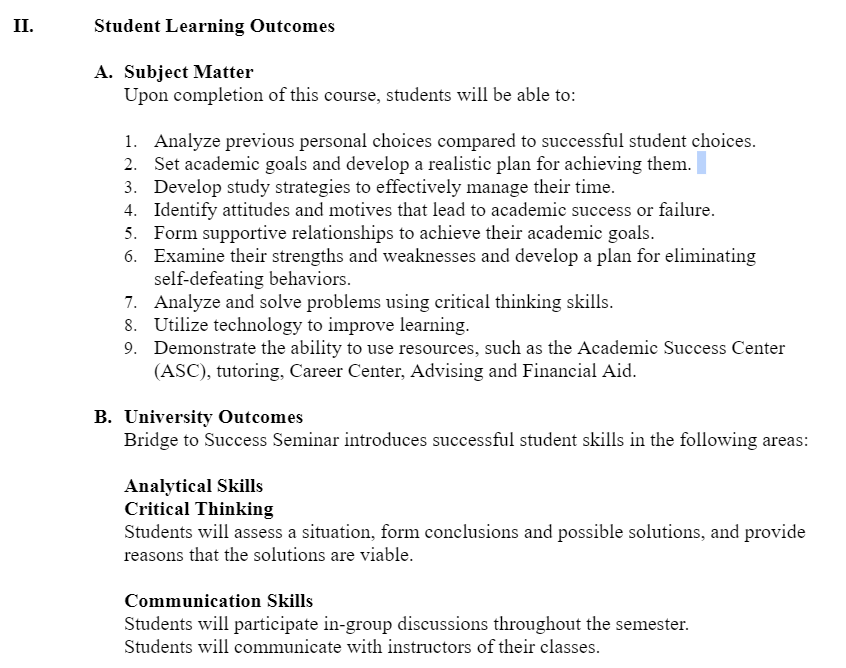 II. Student Learning Outcomes
A. Subject Matter
Upon completion of this course, students will be able to:
1. Analyze previous personal choices compared to successful student choices.
2. Set academic goals and develop a realistic plan for achieving them.
3. Develop study strategies to effectively manage their time.
4. Identify attitudes and motives that lead to academic success or failure.
5. Form supportive relationships to achieve their academic goals.
6. Examine their strengths and weaknesses and develop a plan for eliminating
self-defeating behaviors.
7. Analyze and solve problems using critical thinking skills.
8. Utilize technology to improve learning.
9. Demonstrate the ability to use resources, such as the Academic Success Center
(ASC), tutoring, Career Center, Advising and Financial Aid.
B. University Outcomes
Bridge to Success Seminar introduces successful student skills in the following areas:
Analytical Skills
Critical Thinking
Students will assess a situation, form conclusions and possible solutions, and provide
reasons that the solutions are viable.
Communication Skills
Students will participate in-group discussions throughout the semester.
Students will communicate with instructors of their classes.